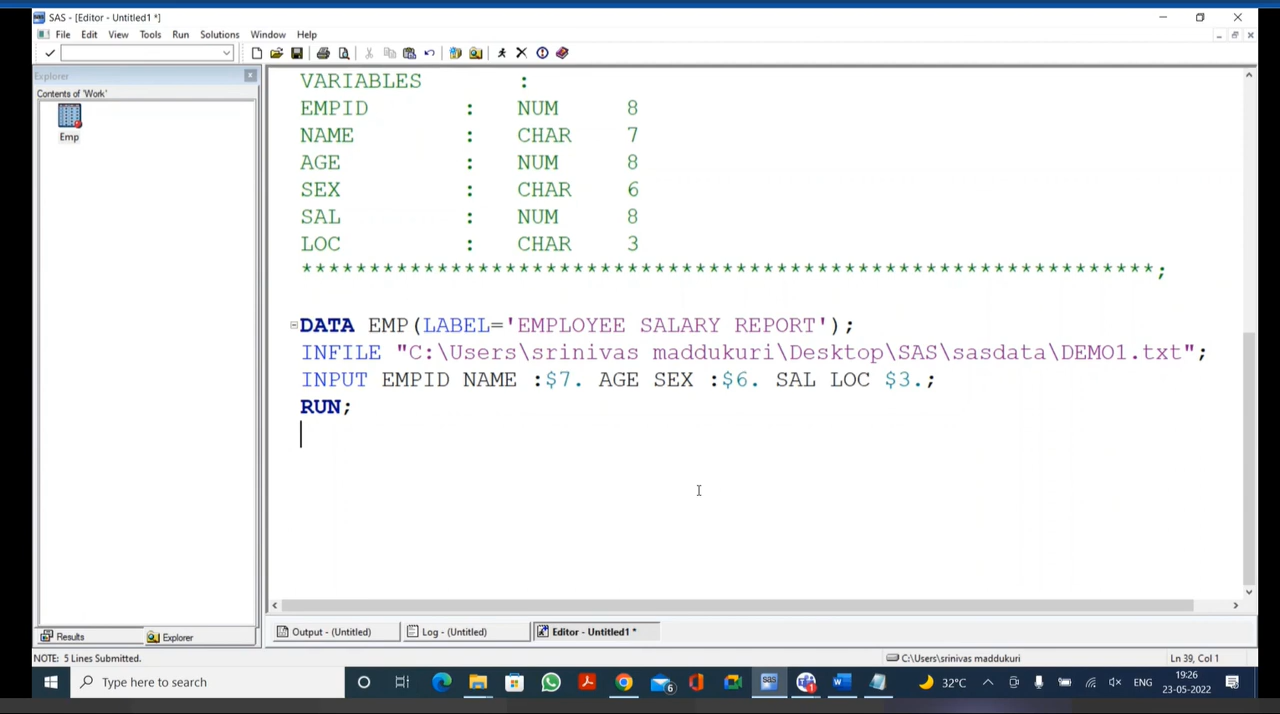 SAS - [Editor - Untitled1 *]
File Edit View Tools Run Solutions Window Help
Explorer
Contents of 'Work'
Emp
VARIABLES :
EMPID : NUM 8
NAME : CHAR 7
AGE : NUM 8
SEX : CHAR 6
SAL : NUM 8
LOC : CHAR 3
***************************************************************;
DATA EMP(LABEL='EMPLOYEE SALARY REPORT');
INFILE "C:\Users\srinivas maddukuri\Desktop\SAS\sasdata\DEMO1.txt";
INPUT EMPID NAME :$7. AGE SEX :$6. SAL LOC $3.;
RUN;
Results Explorer
Output - (Untitled) Log - (Untitled) Editor - Untitled1 *
NOTE: 5 Lines Submitted. C:\Users\srinivas maddukuri Ln 39, Col 1
Type here to search 6 sas 32°C ENG 19:26
23-05-2022